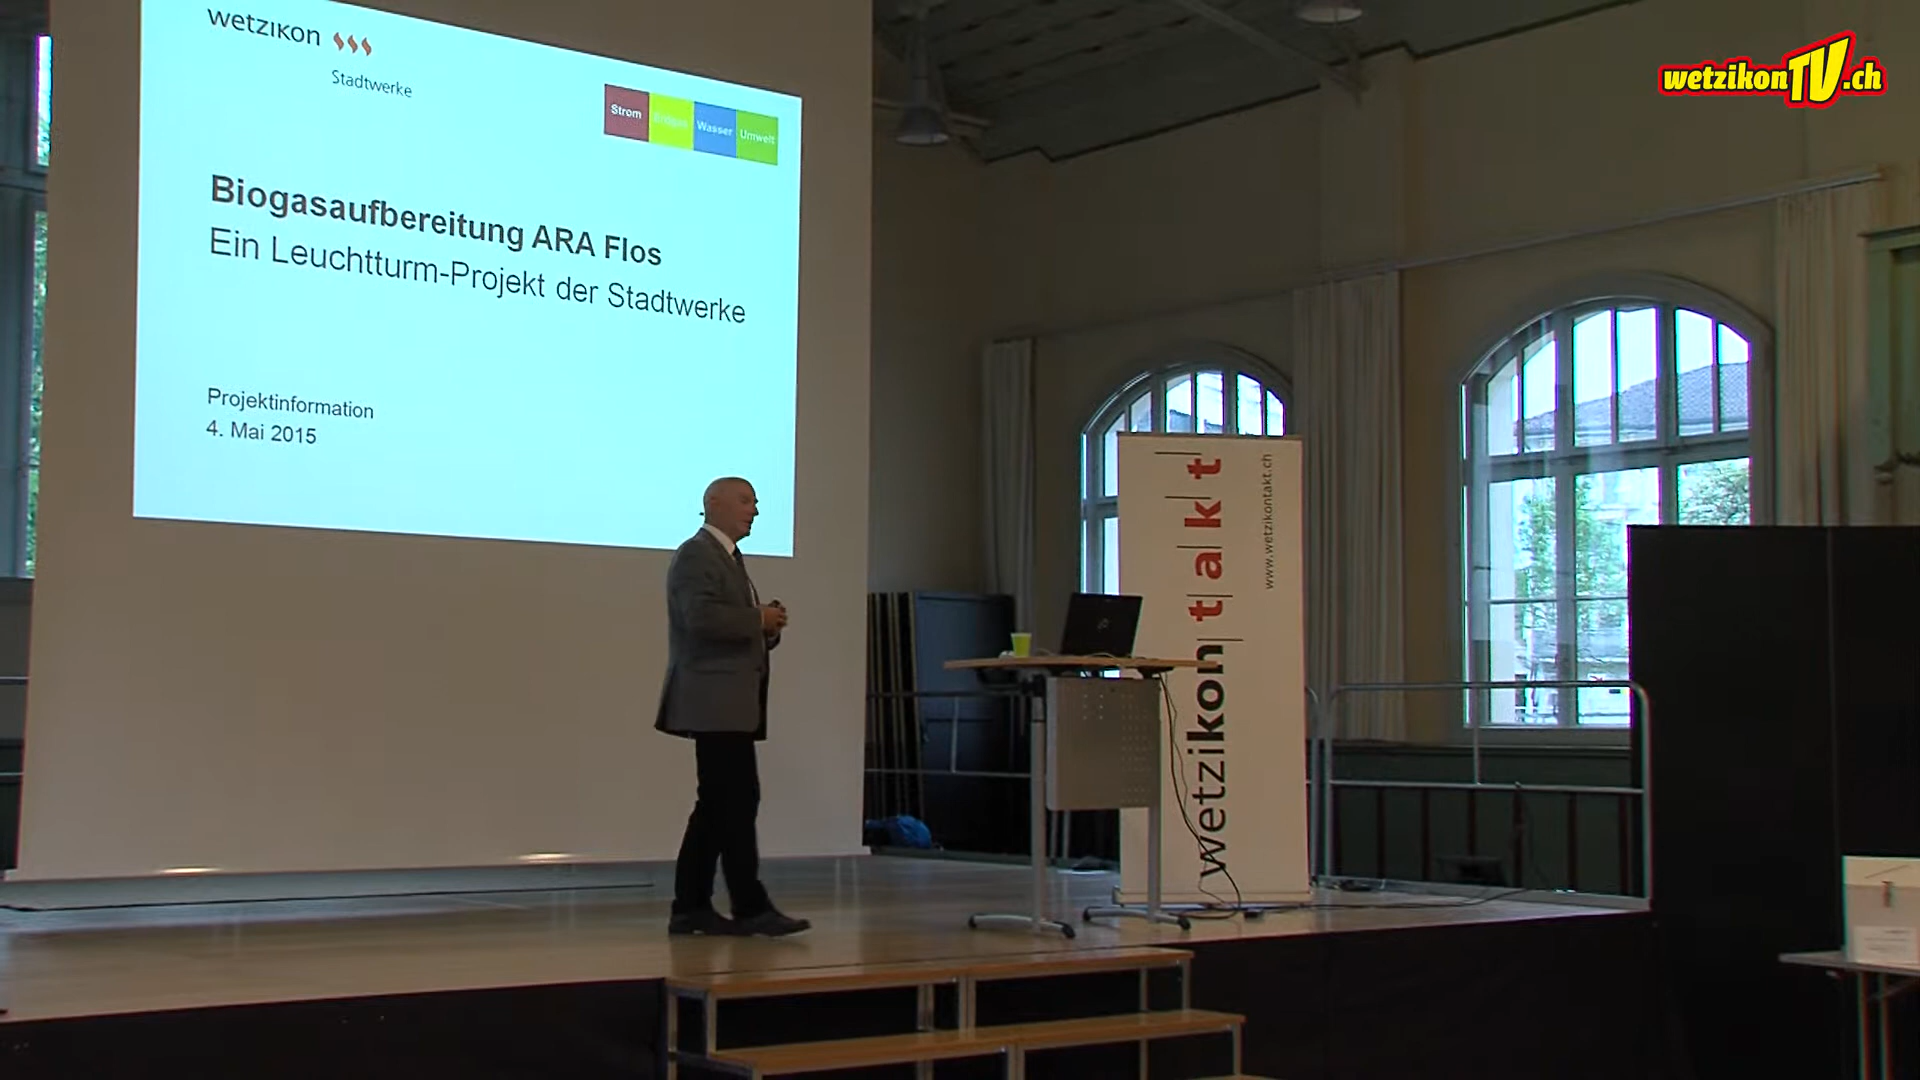 wetzikon
Stadtwerke
Strom
Wasser
Umwelt
Biogasaufbereitung ARA Flos
Ein Leuchtturm-Projekt der Stadtwerke
Projektinformation
4. Mai 2015
wetzikonTV.ch
wetzikontakt
www.wetzikontakt.ch